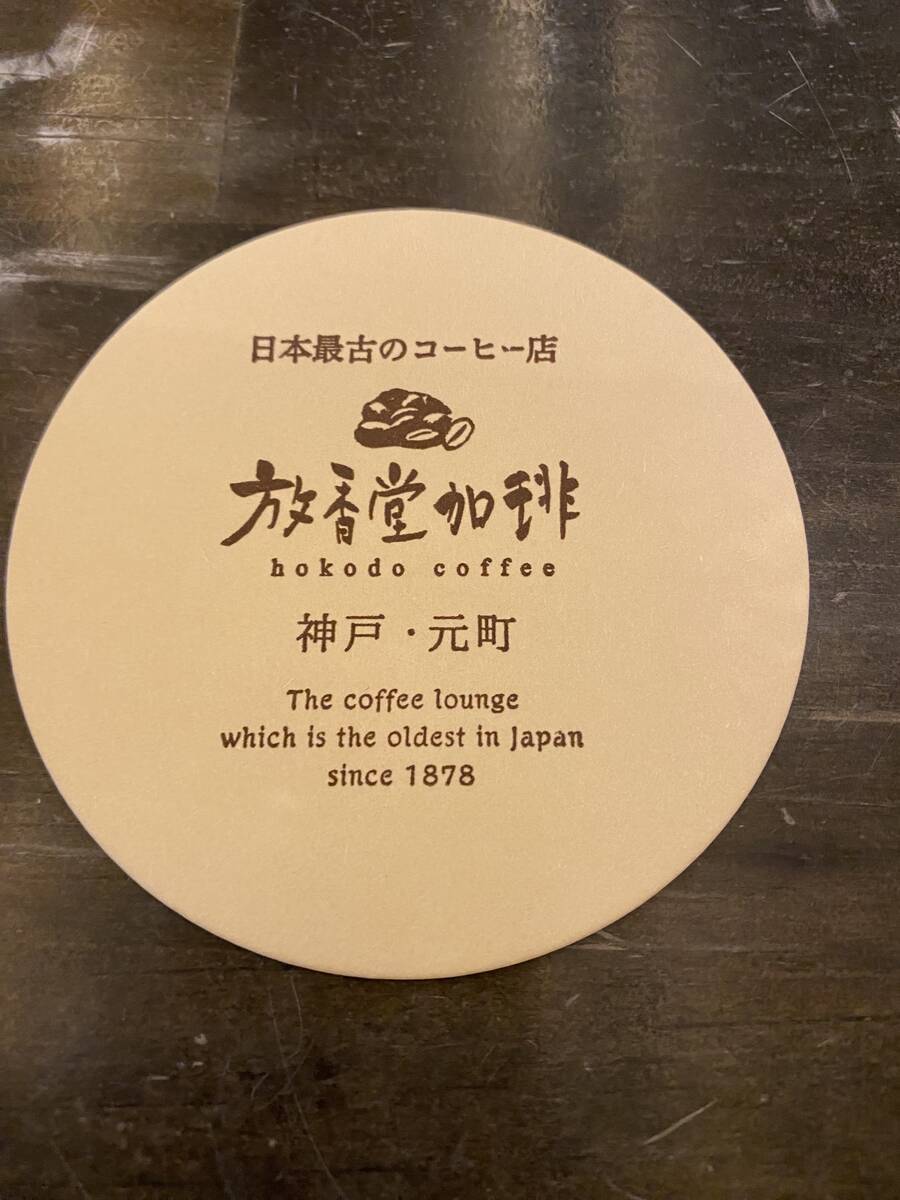 日本最古のコーヒー店
放香堂加琲
hokodo coffee
神戸・元町
The coffee lounge
which is the oldest in Japan
since 1878